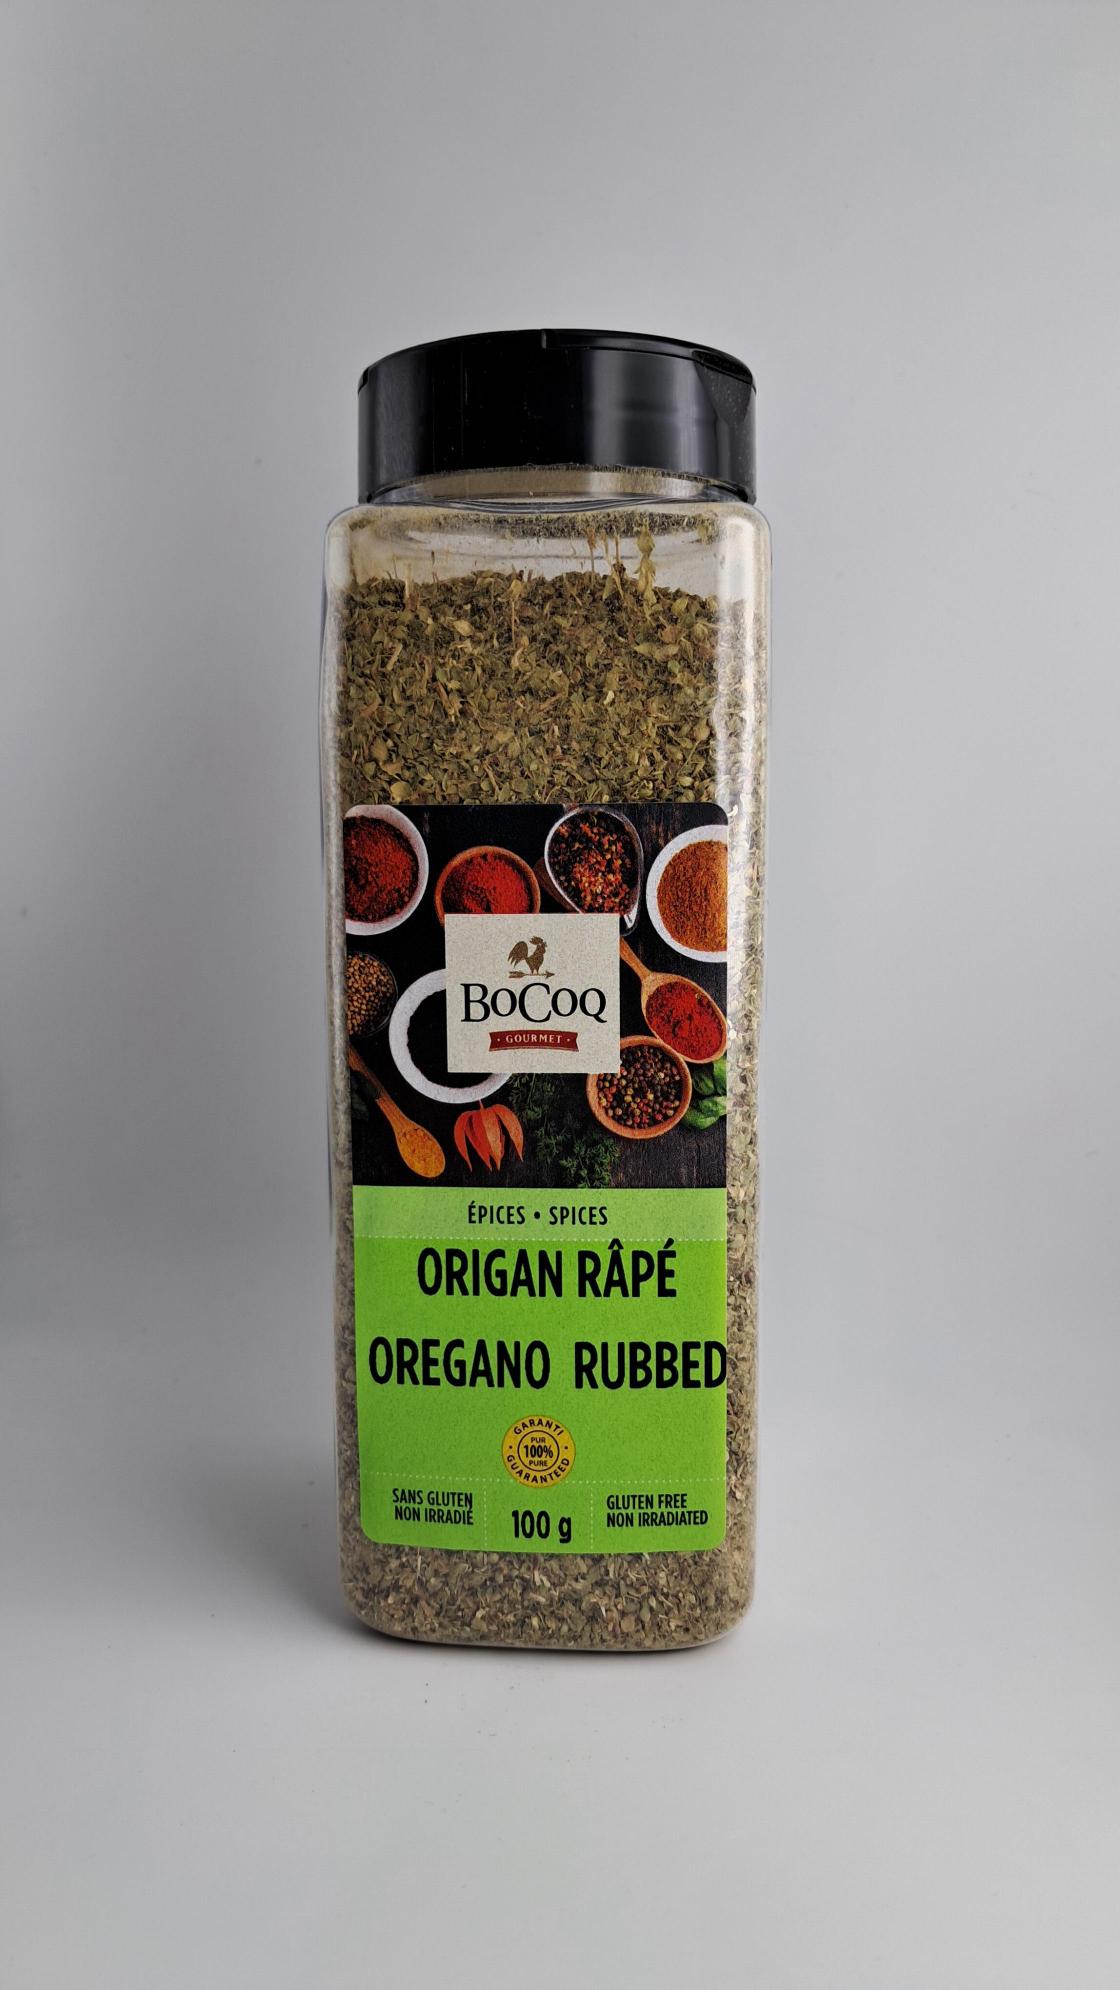 BOCOQ
· GOURMET ·
ÉPICES • SPICES
ORIGAN RÂPÉ
OREGANO RUBBED
GARANTI
PUR
100%
PURE
GUARANTEED
SANS GLUTEN
NON IRRADIÉ
100 g
GLUTEN FREE
NON IRRADIATED